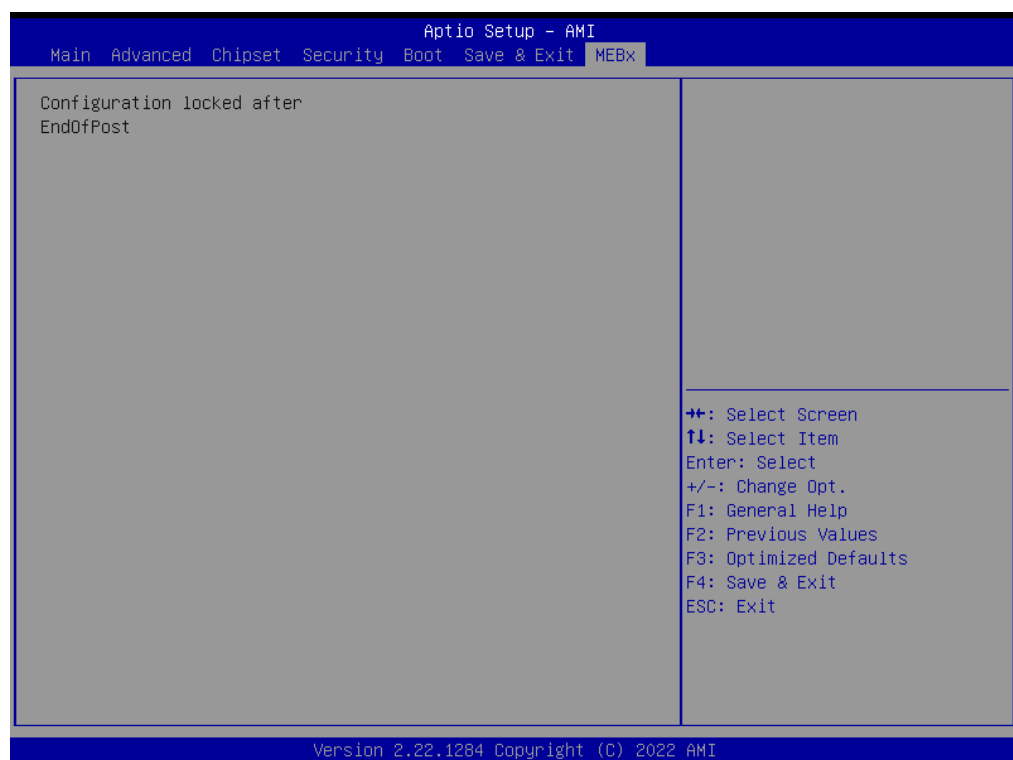 Aptio Setup – AMI
Main Advanced Chipset Security Boot Save & Exit MEBx
Configuration locked after
EndOfPost
→←: Select Screen
↑↓: Select Item
Enter: Select
+/-: Change Opt.
F1: General Help
F2: Previous Values
F3: Optimized Defaults
F4: Save & Exit
ESC: Exit
Version 2.22.1284 Copyright (C) 2022 AMI